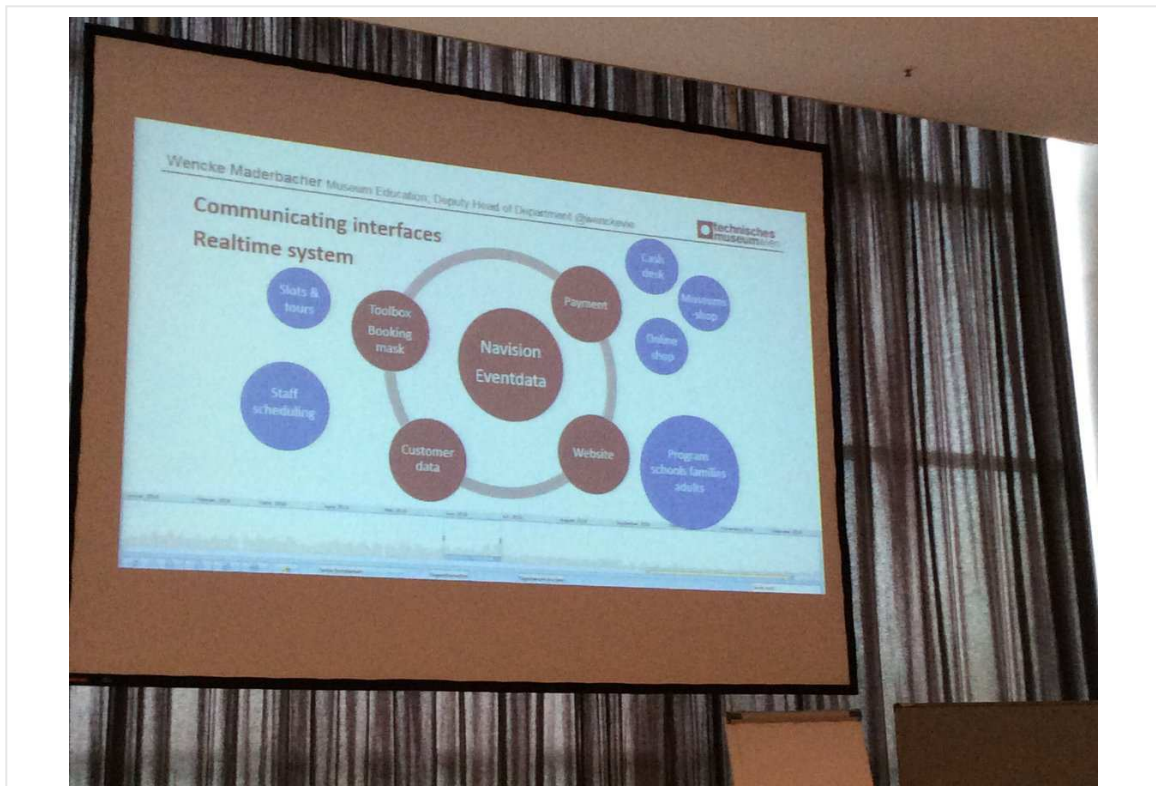 Wencke Maderbacher Museum Education, Deputy Head of Department @wenckevie
technisches
museumwien
Communicating interfaces
Realtime system
Slots &
tours
Toolbox
Booking
mask
Navision
Eventdata
Payment
Cash
desk
Museums
-shop
Online
shop
Staff
scheduling
Customer
data
Website
Program
schools families
adults